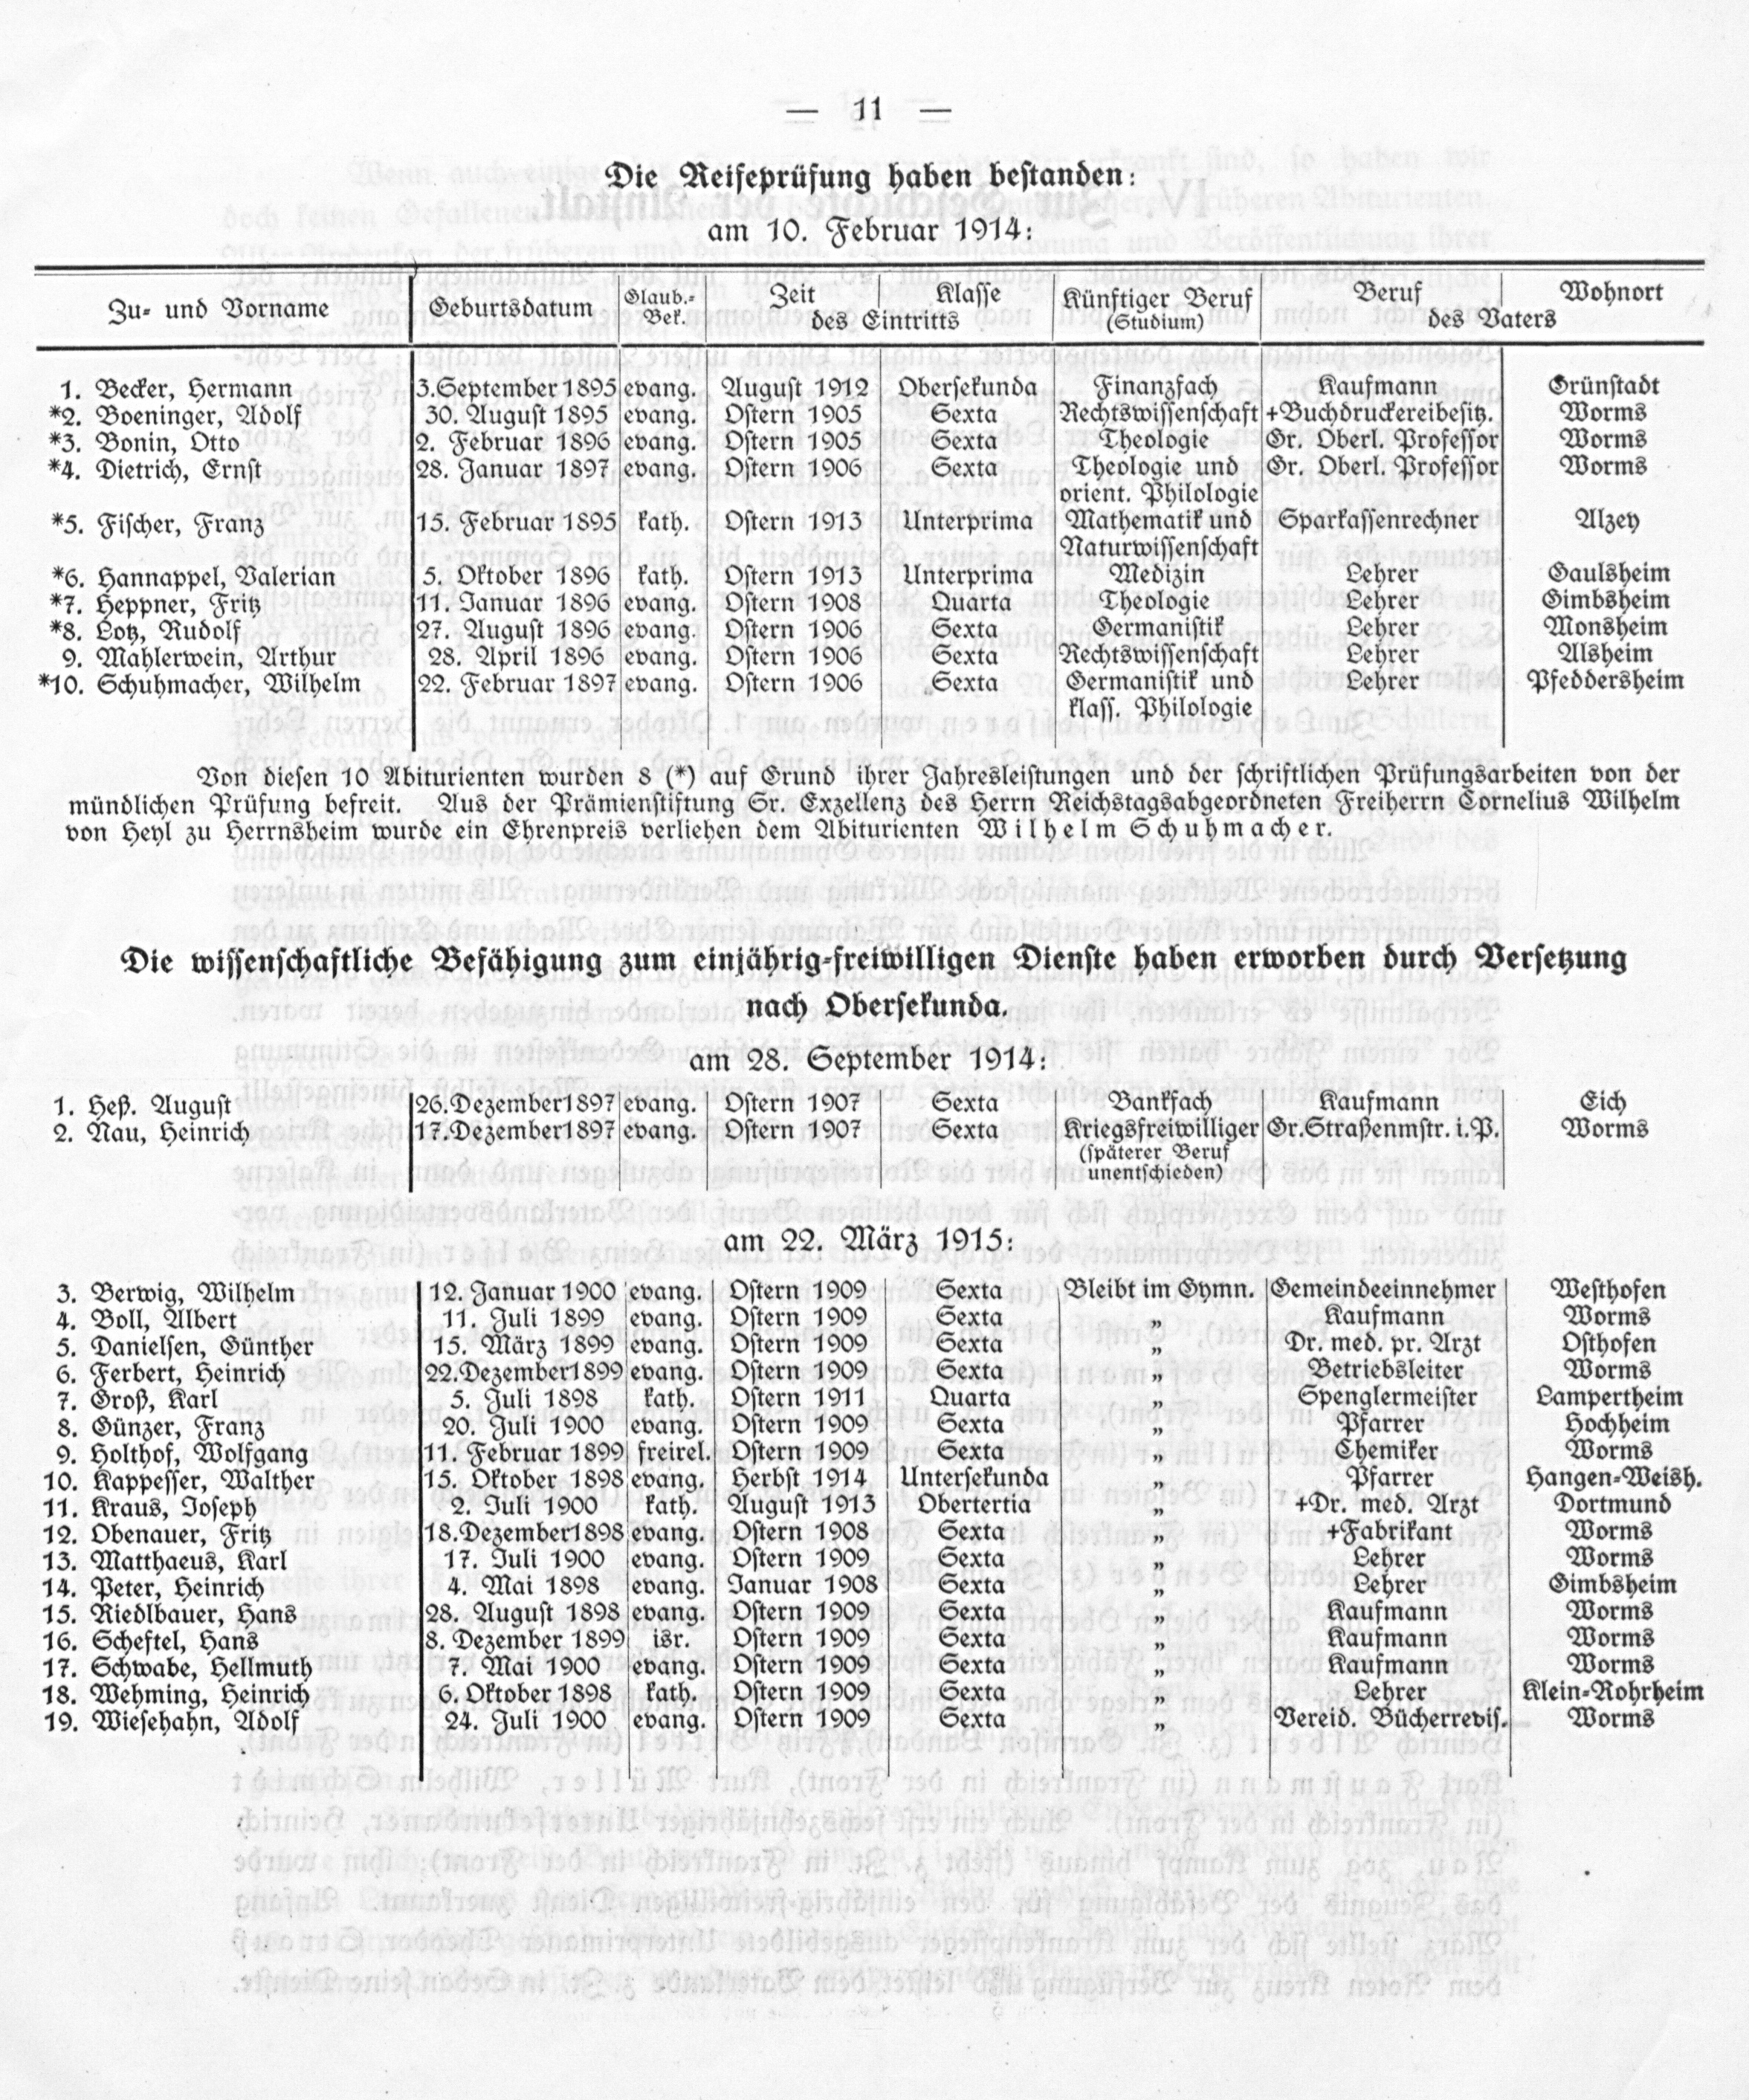 — 11 —
Die Reifeprüfung haben bestanden:
am 10. Februar 1914:
Zu- und Vorname | Geburtsdatum | Glaub.-Bek. | Zeit des Eintritts | Klasse des Eintritts | Künftiger Beruf (Studium) | Beruf des Vaters | Wohnort des Vaters
1. Becker, Hermann 3. September 1895 evang. August 1912 Obersekunda Finanzfach Kaufmann Grünstadt
*2. Boeninger, Adolf 30. August 1895 evang. Ostern 1905 Sexta Rechtswissenschaft +Buchdruckereibesitz. Worms
*3. Bonin, Otto 2. Februar 1896 evang. Ostern 1905 Sexta Theologie Gr. Oberl. Professor Worms
*4. Dietrich, Ernst 28. Januar 1897 evang. Ostern 1906 Sexta Theologie und Gr. Oberl. Professor Worms
orient. Philologie
*5. Fischer, Franz 15. Februar 1895 kath. Ostern 1913 Unterprima Mathematik und Sparkassenrechner Alzey
Naturwissenschaft
*6. Hannappel, Valerian 5. Oktober 1896 kath. Ostern 1913 Unterprima Medizin Lehrer Gaulsheim
*7. Heppner, Fritz 11. Januar 1896 evang. Ostern 1908 Quarta Theologie Lehrer Gimbsheim
*8. Lotz, Rudolf 27. August 1896 evang. Ostern 1906 Sexta Germanistik Lehrer Monsheim
9. Mahlerwein, Arthur 28. April 1896 evang. Ostern 1906 Sexta Rechtswissenschaft Lehrer Alsheim
*10. Schuhmacher, Wilhelm 22. Februar 1897 evang. Ostern 1906 Sexta Germanistik und Lehrer Pfeddersheim
klass. Philologie
Von diesen 10 Abiturienten wurden 8 (*) auf Grund ihrer Jahresleistungen und der schriftlichen Prüfungsarbeiten von der
mündlichen Prüfung befreit. Aus der Prämienstiftung Sr. Exzellenz des Herrn Reichstagsabgeordneten Freiherrn Cornelius Wilhelm
von Heyl zu Herrnsheim wurde ein Ehrenpreis verliehen dem Abiturienten Wilhelm Schuhmacher.
Die wissenschaftliche Befähigung zum einjährig-freiwilligen Dienste haben erworben durch Versetzung
nach Obersekunda.
am 28. September 1914:
1. Heß. August 26. Dezember 1897 evang. Ostern 1907 Sexta Bankfach Kaufmann Eich
2. Nau, Heinrich 17. Dezember 1897 evang. Ostern 1907 Sexta Kriegsfreiwilliger Gr. Straßenmstr. i. P. Worms
(späterer Beruf
unentschieden)
am 22. März 1915:
3. Berwig, Wilhelm 12. Januar 1900 evang. Ostern 1909 Sexta Bleibt im Gymn. Gemeindeeinnehmer Westhofen
4. Boll, Albert 11. Juli 1899 evang. Ostern 1909 Sexta „ Kaufmann Worms
5. Danielsen, Günther 15. März 1899 evang. Ostern 1909 Sexta „ Dr. med. pr. Arzt Osthofen
6. Ferbert, Heinrich 22. Dezember 1899 evang. Ostern 1909 Sexta „ Betriebsleiter Worms
7. Groß, Karl 5. Juli 1898 kath. Ostern 1911 Quarta „ Spenglermeister Lampertheim
8. Günzer, Franz 20. Juli 1900 evang. Ostern 1909 Sexta „ Pfarrer Hochheim
9. Holthof, Wolfgang 11. Februar 1899 freirel. Ostern 1909 Sexta „ Chemiker Worms
10. Kappesser, Walther 15. Oktober 1898 evang. Herbst 1914 Untersekunda „ Pfarrer Hangen-Weish.
11. Kraus, Joseph 2. Juli 1900 kath. August 1913 Obertertia „ +Dr. med. Arzt Dortmund
12. Obenauer, Fritz 18. Dezember 1898 evang. Ostern 1908 Sexta „ +Fabrikant Worms
13. Matthaeus, Karl 17. Juli 1900 evang. Ostern 1909 Sexta „ Lehrer Worms
14. Peter, Heinrich 4. Mai 1898 evang. Januar 1908 Sexta „ Lehrer Gimbsheim
15. Riedlbauer, Hans 28. August 1898 evang. Ostern 1909 Sexta „ Kaufmann Worms
16. Scheftel, Hans 8. Dezember 1899 isr. Ostern 1909 Sexta „ Kaufmann Worms
17. Schwabe, Hellmuth 7. Mai 1900 evang. Ostern 1909 Sexta „ Kaufmann Worms
18. Wehming, Heinrich 6. Oktober 1898 kath. Ostern 1909 Sexta „ Lehrer Klein-Rohrheim
19. Wiesehahn, Adolf 24. Juli 1900 evang. Ostern 1909 Sexta „ Vereid. Bücherrevis. Worms